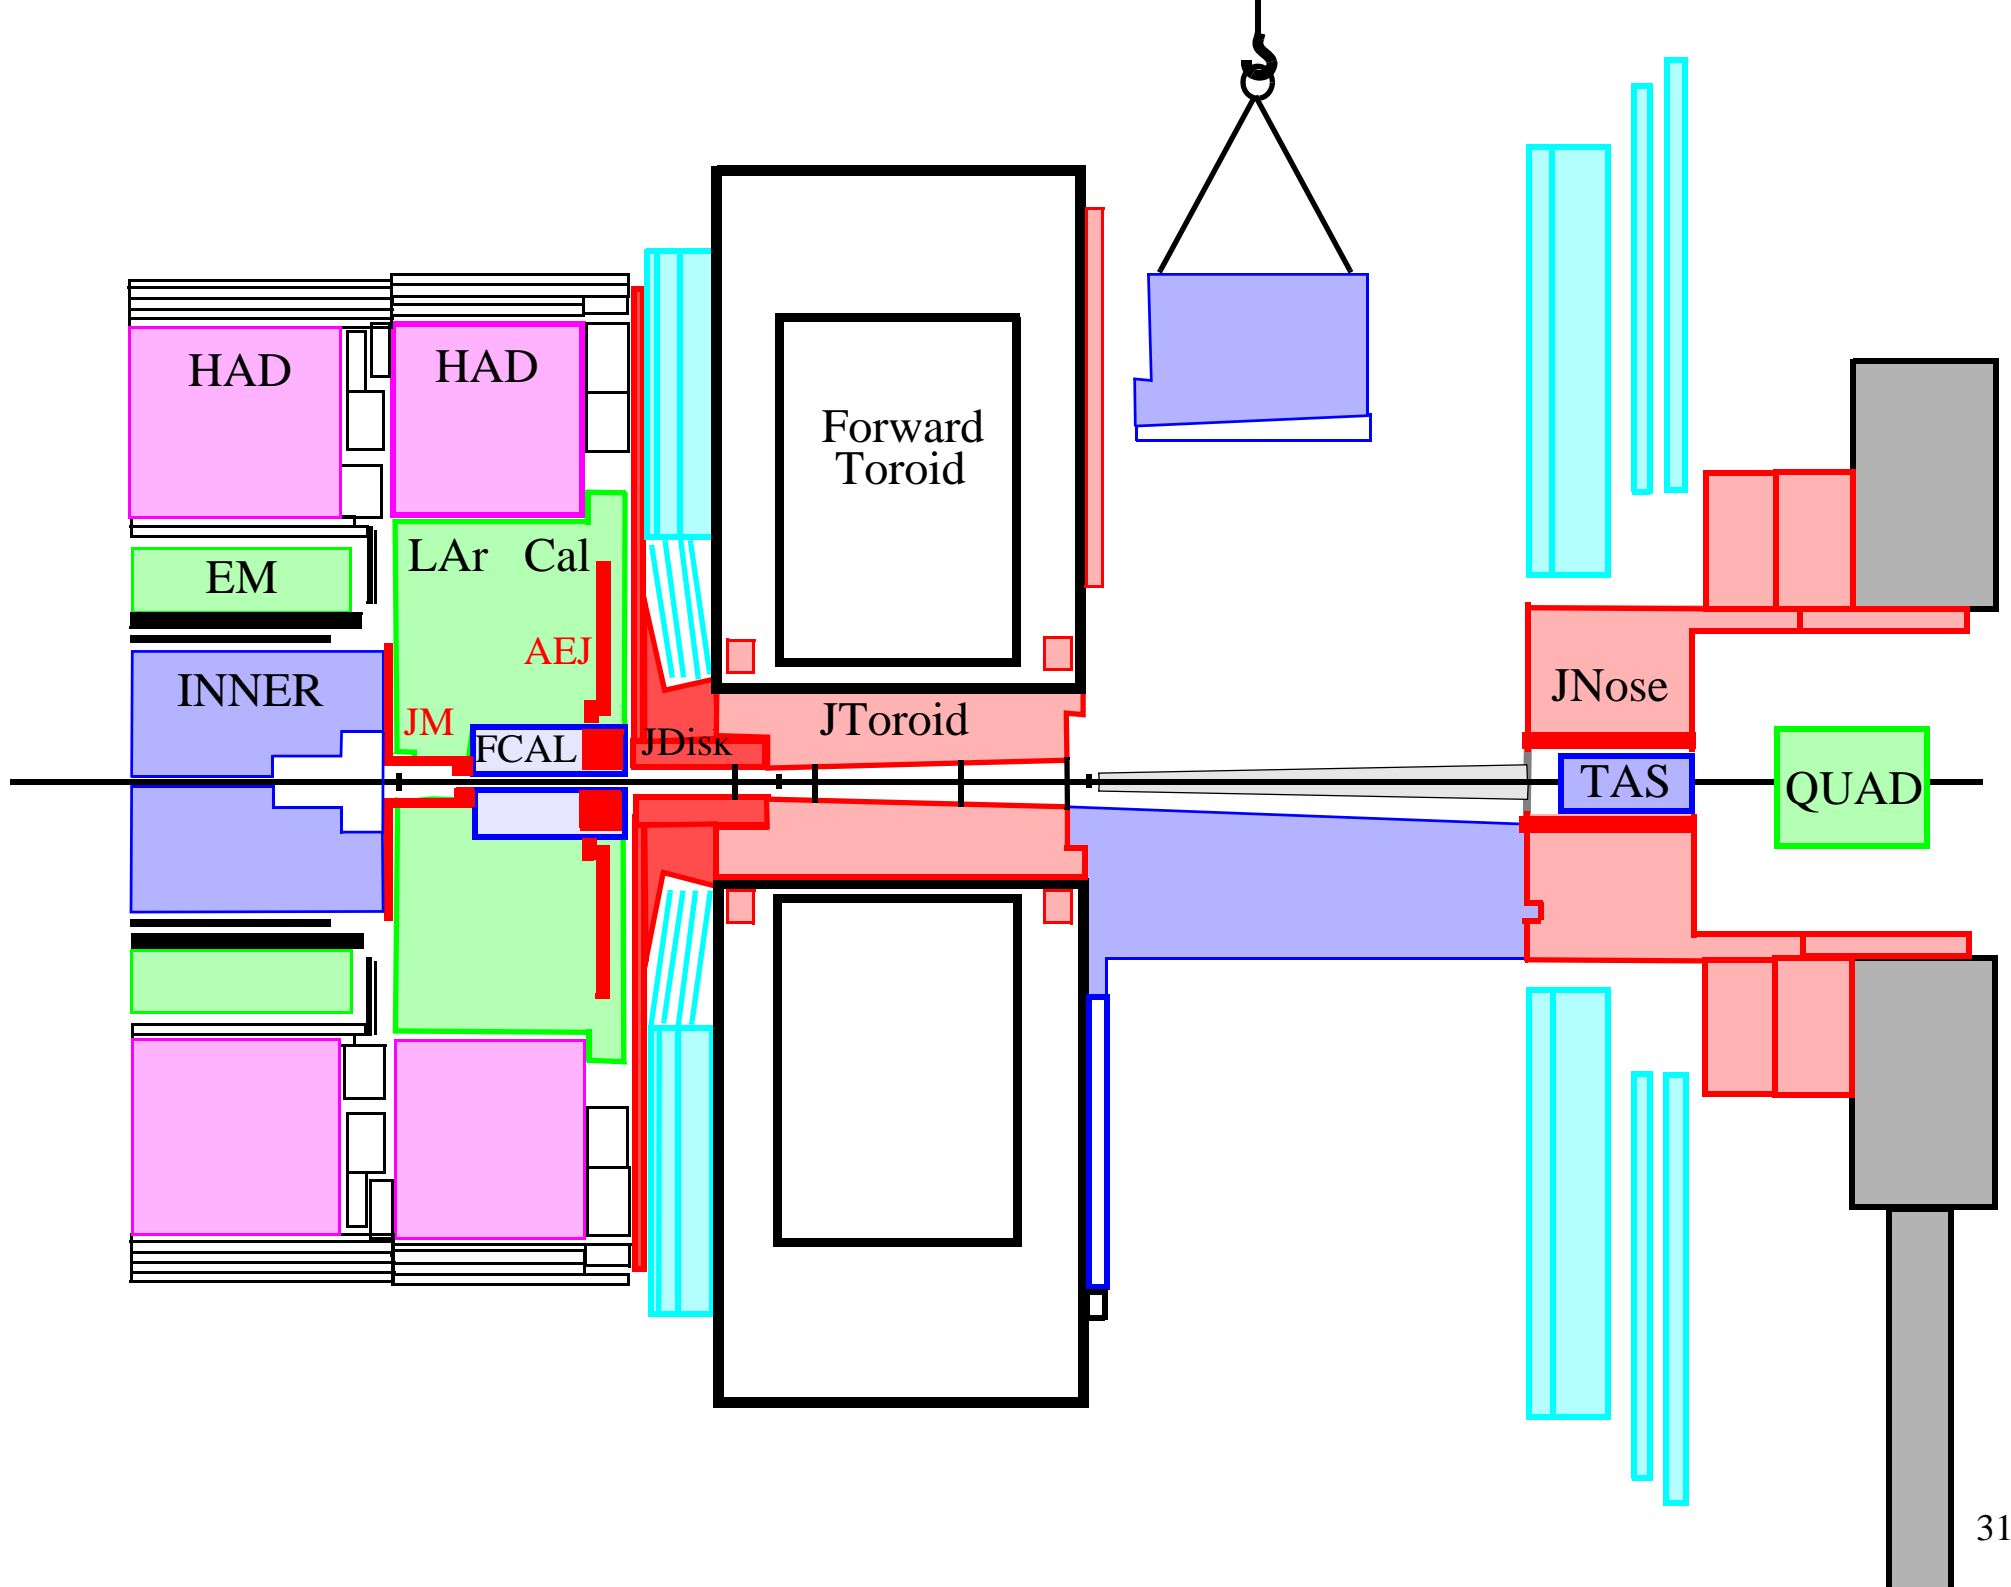 HAD
HAD
Forward
Toroid
LAr Cal
EM
AEJ
INNER
JM
FCAL
JDisk
JToroid
JNose
TAS
QUAD
31